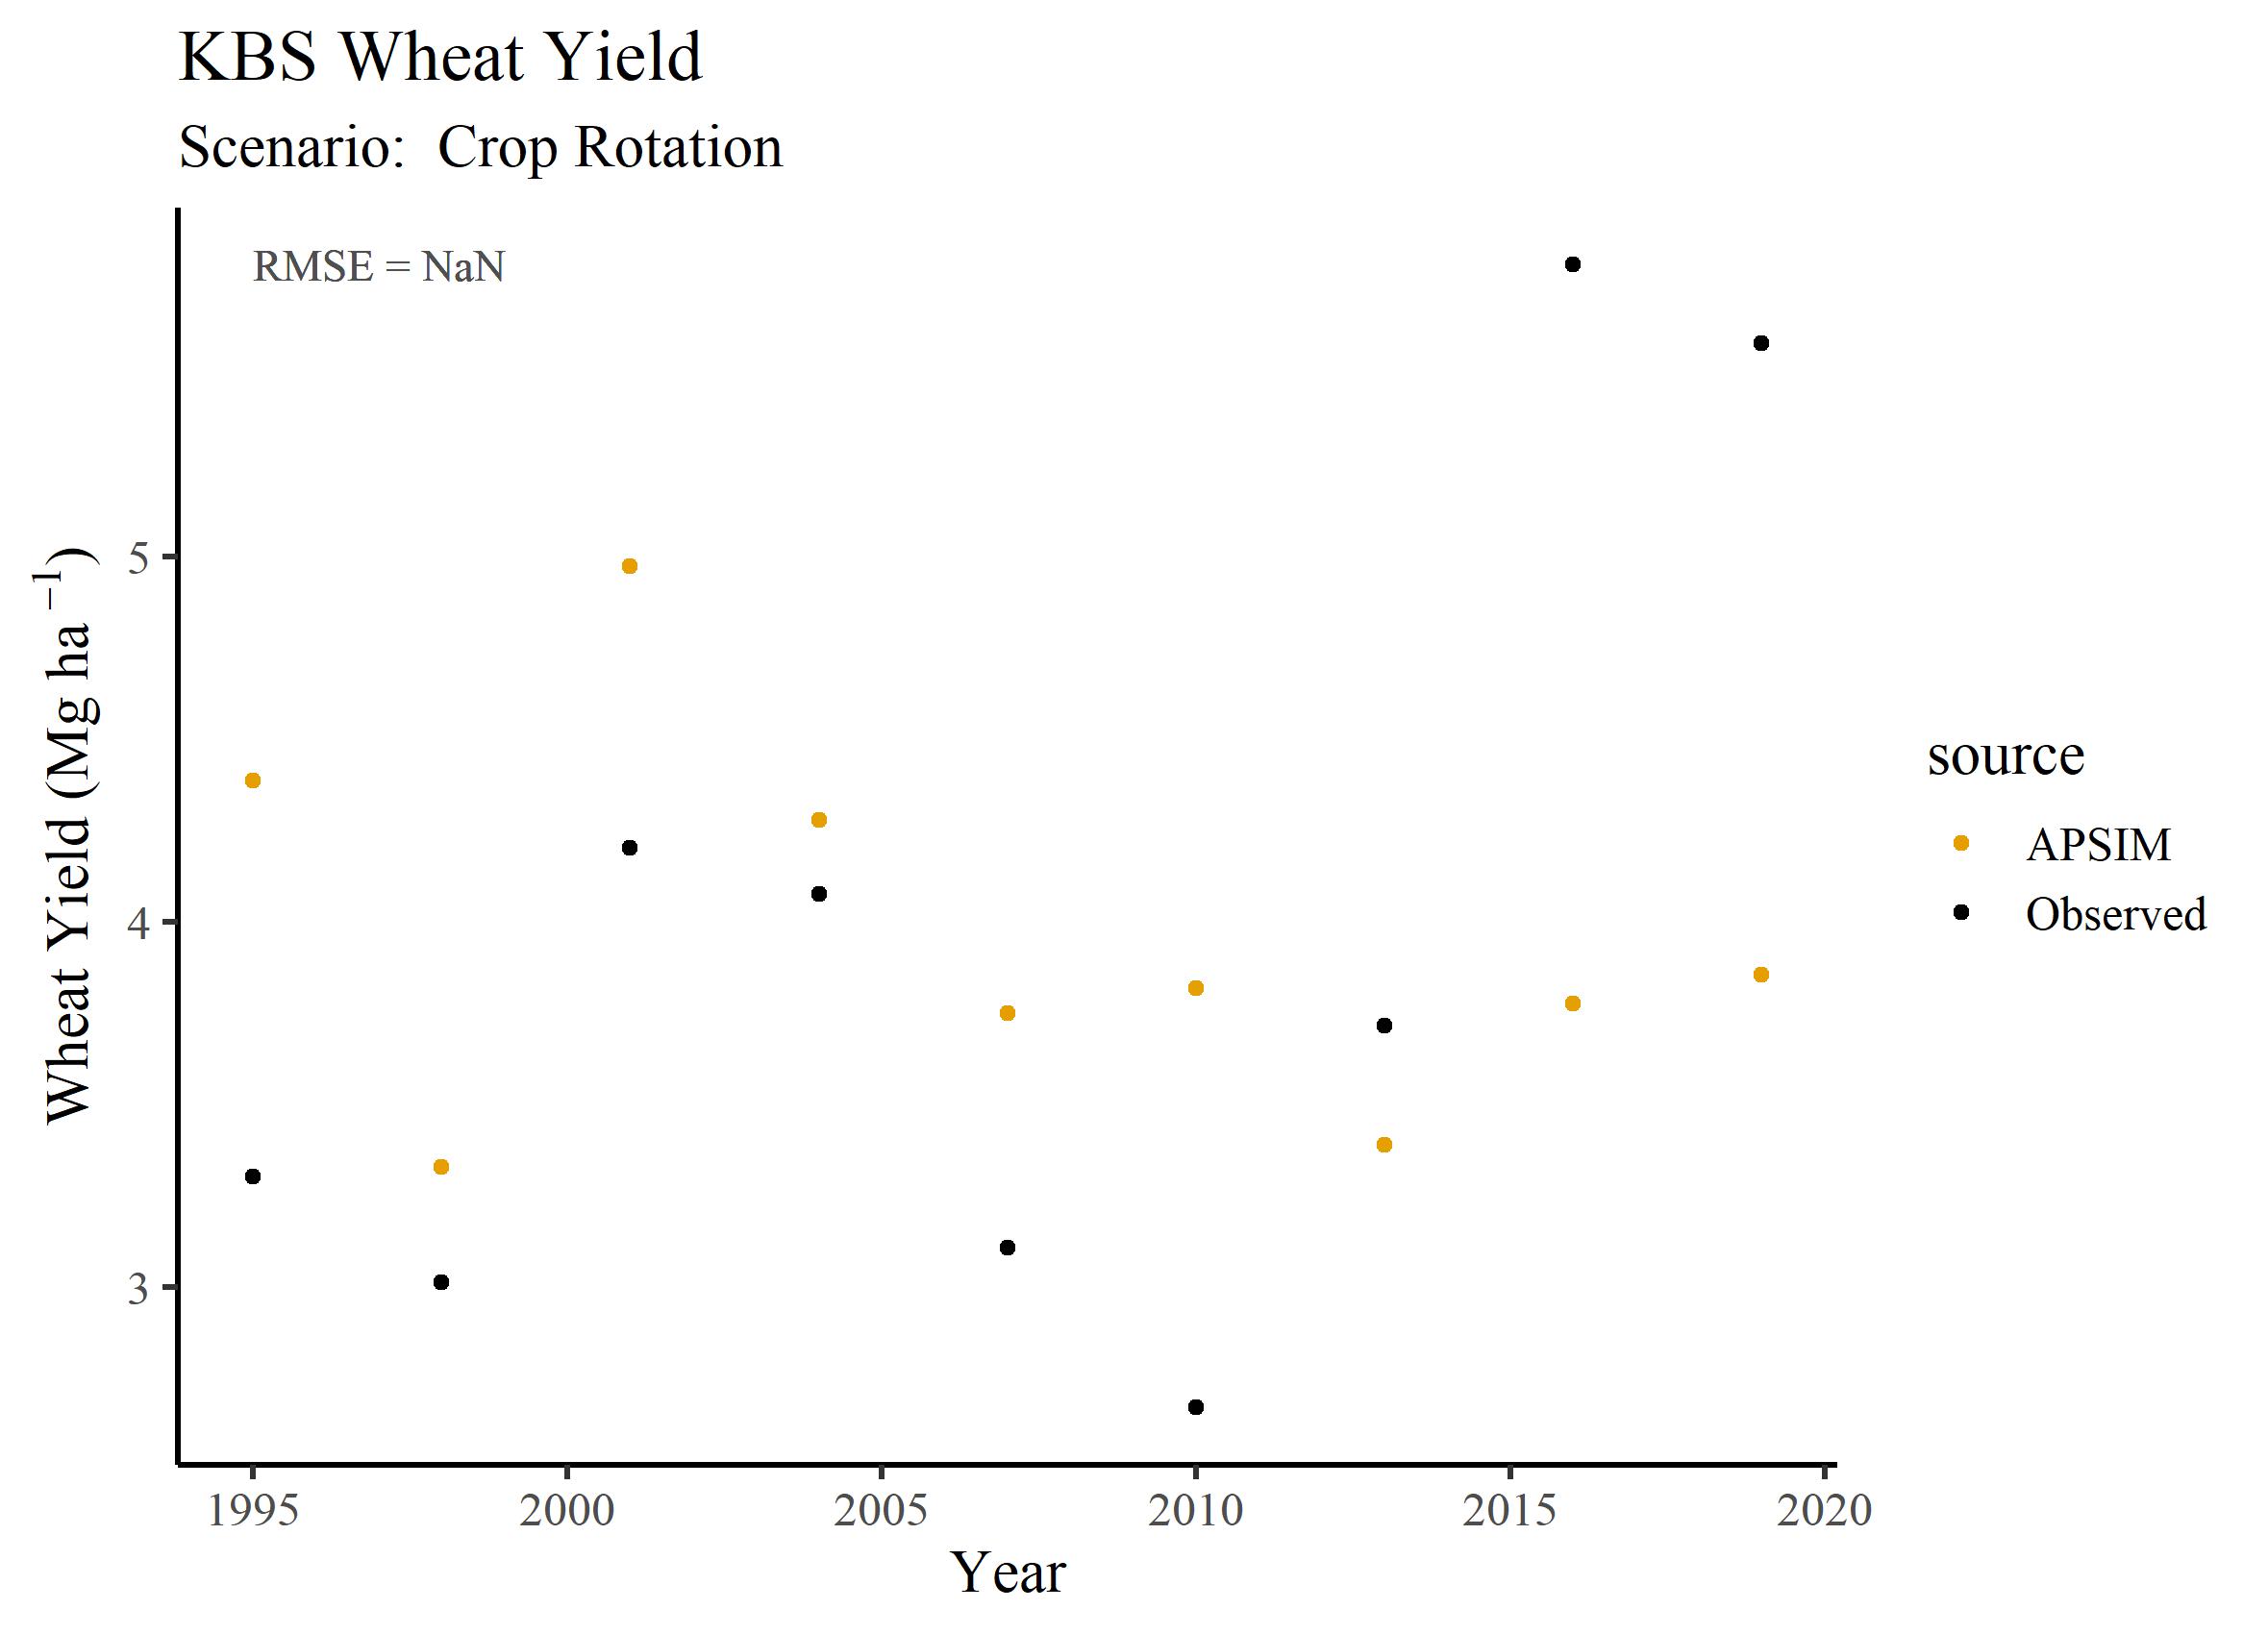 KBS Wheat Yield
Scenario:  Crop Rotation
RMSE = NaN
Wheat Yield (Mg ha ⁻¹)
5
4
3
1995 2000 2005 2010 2015 2020
Year
source
APSIM
Observed